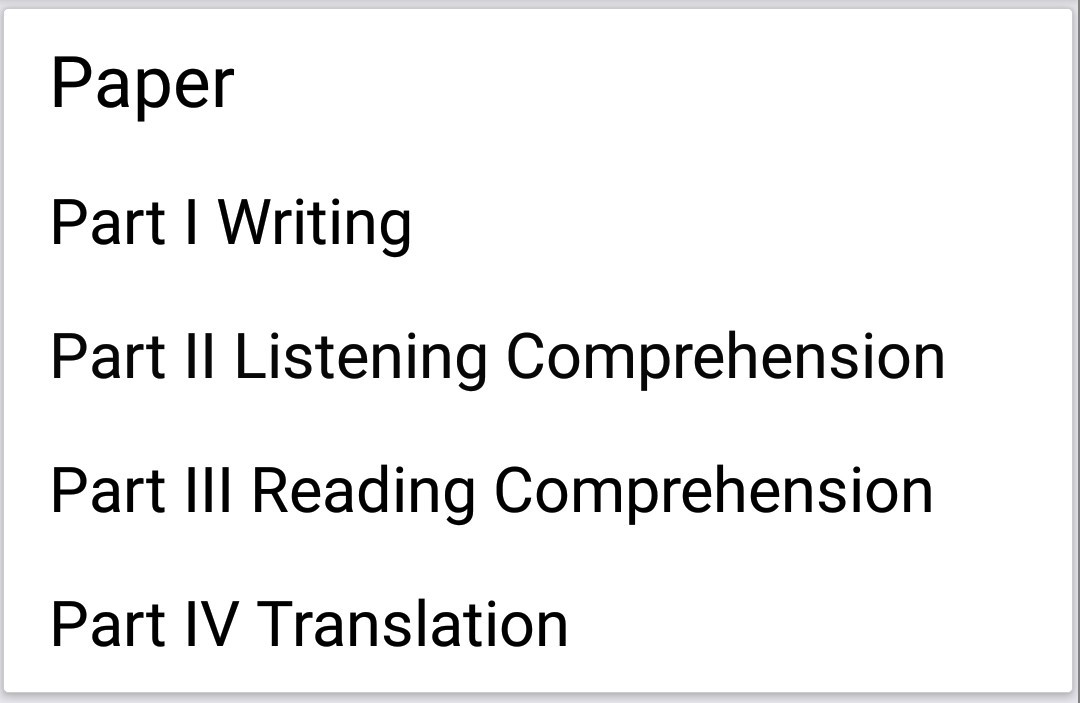 Paper
Part I Writing
Part II Listening Comprehension
Part III Reading Comprehension
Part IV Translation